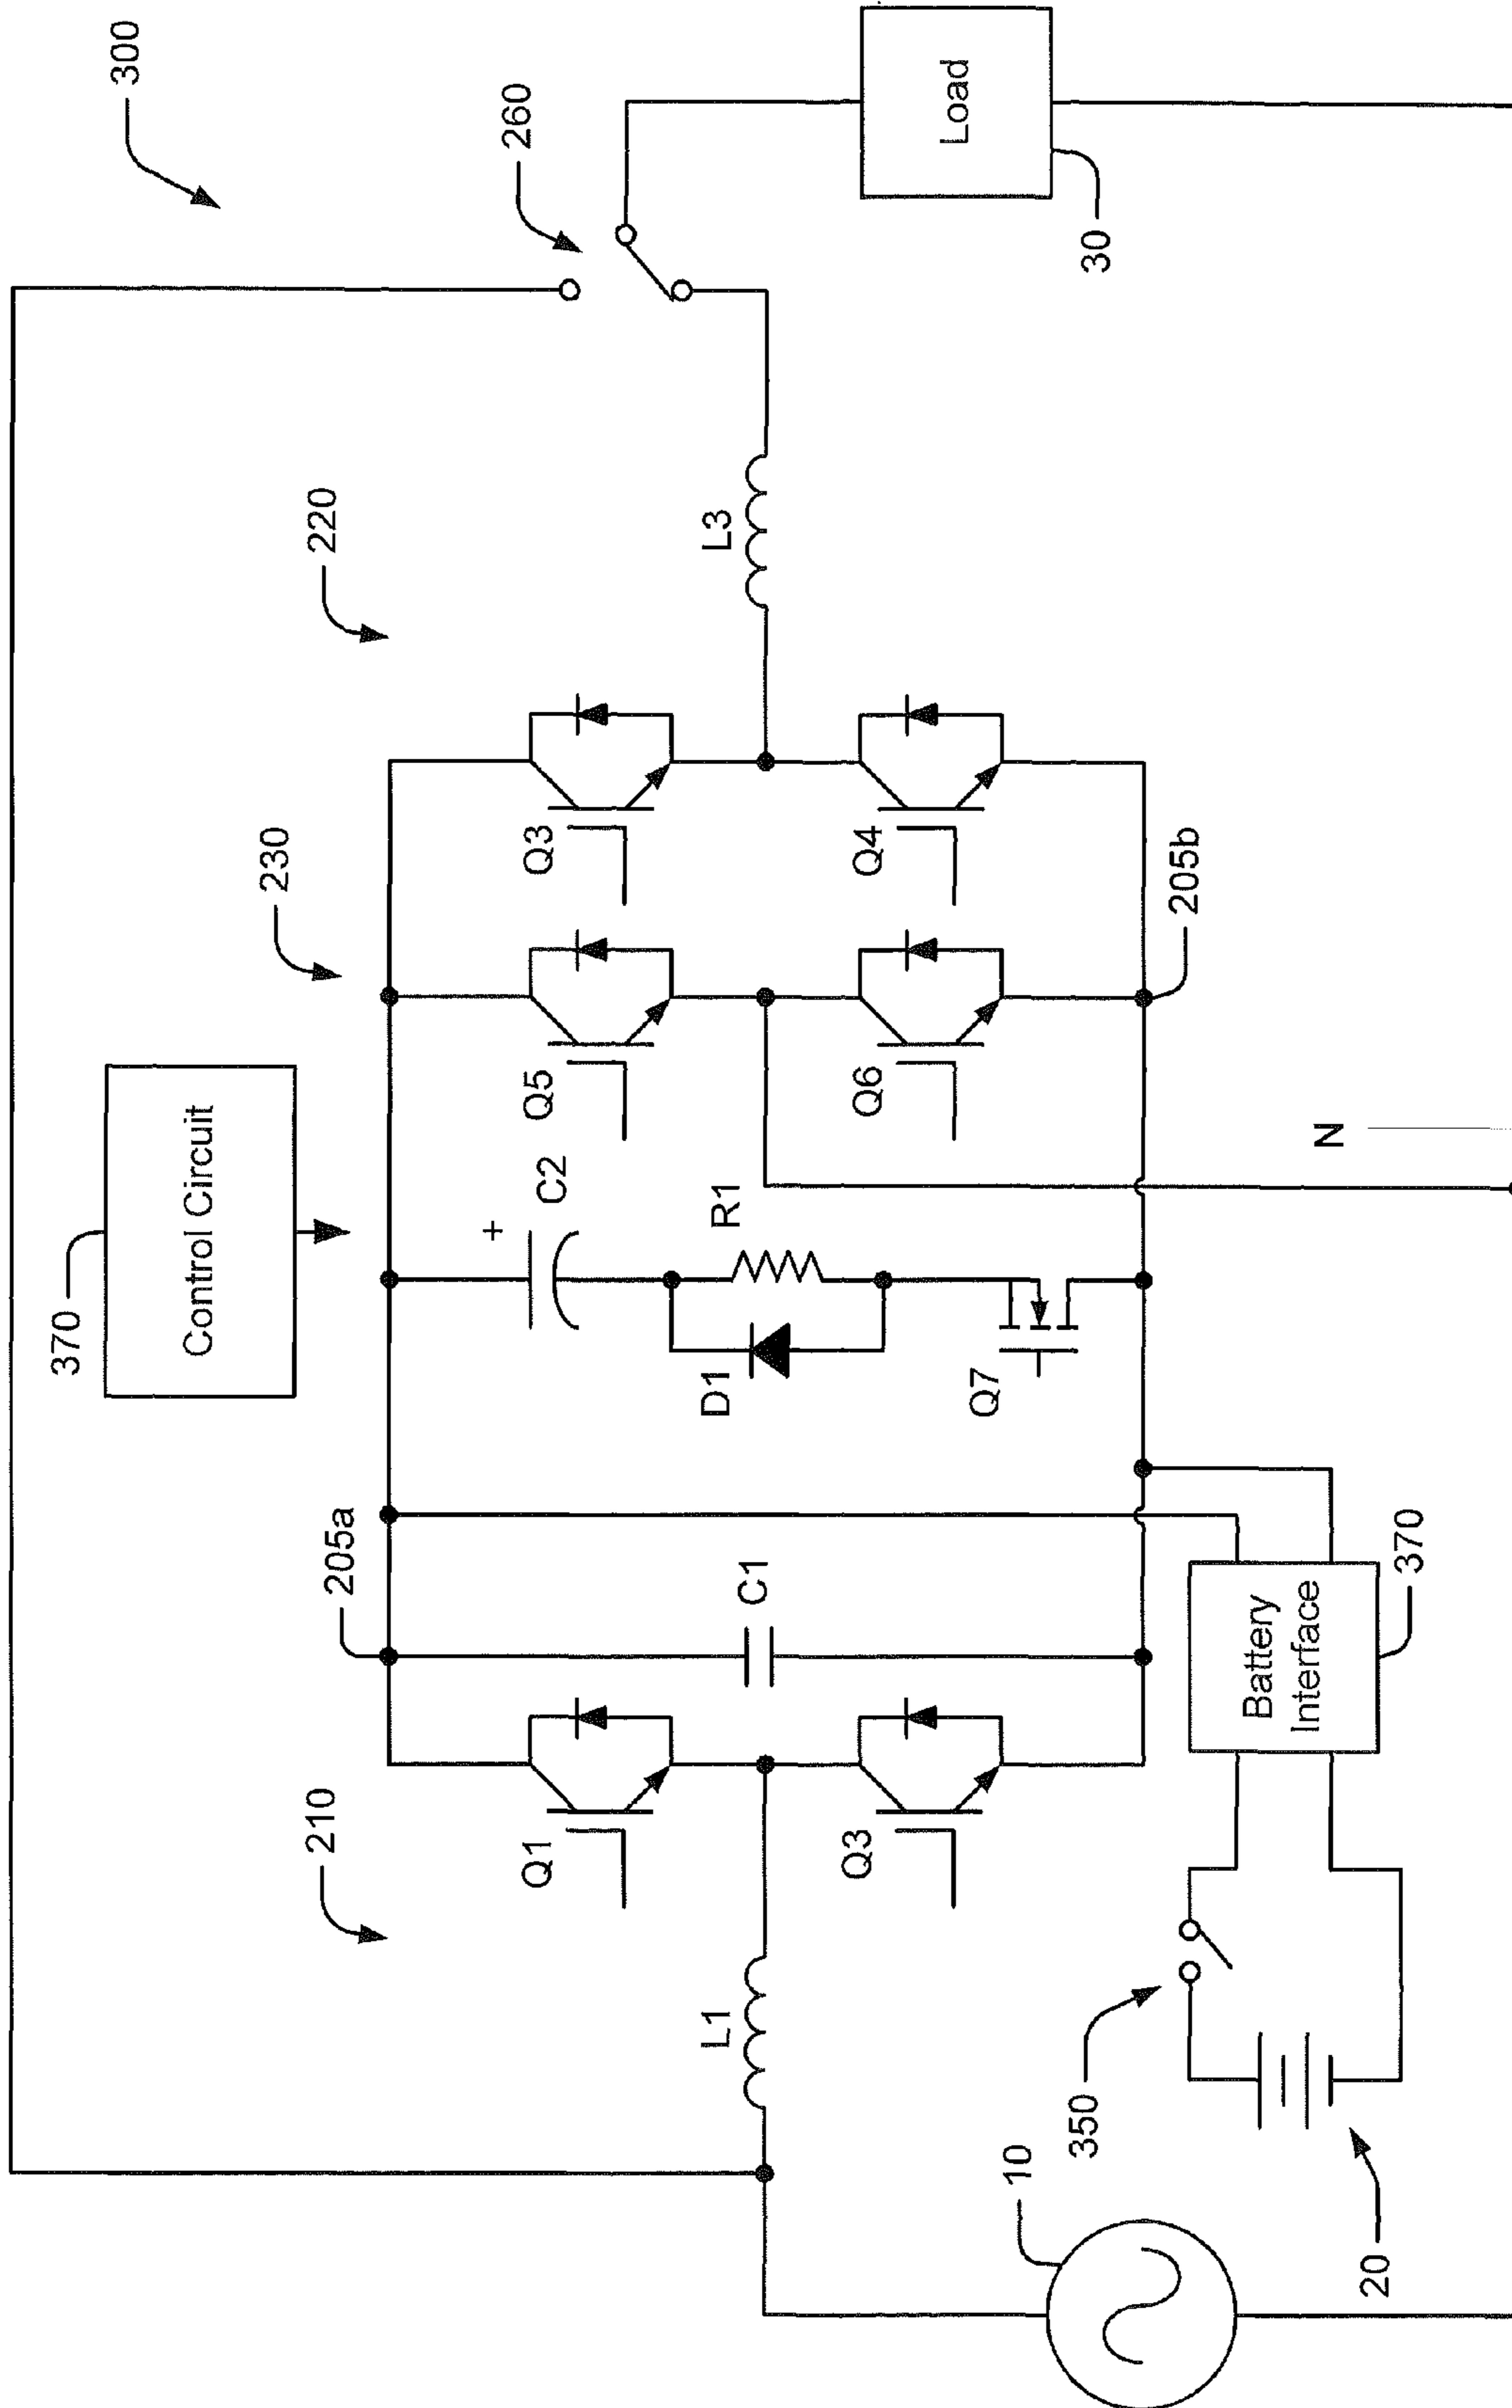 300
260
370
Control Circuit
220
230
210
205a
Q1
Q3
L1
C1
+
C2
D1
R1
Q7
Q5
Q6
Q3
Q4
L3
205b
Load
30
N
Battery
Interface
370
350
20
10